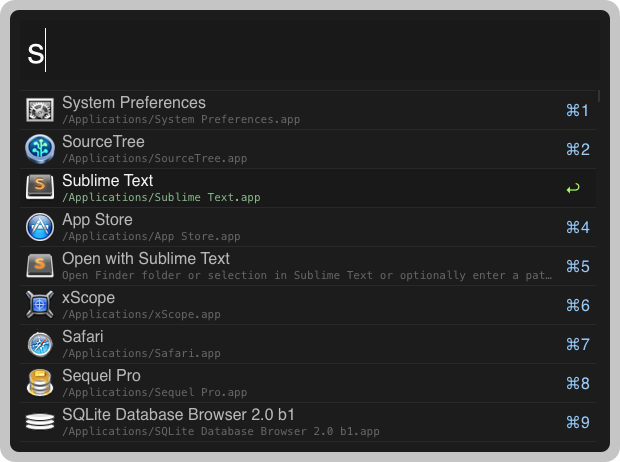 s
System Preferences
/Applications/System Preferences.app
⌘1
SourceTree
/Applications/SourceTree.app
⌘2
Sublime Text
/Applications/Sublime Text.app
↩
App Store
/Applications/App Store.app
⌘4
Open with Sublime Text
Open Finder folder or selection in Sublime Text or optionally enter a pat…
⌘5
xScope
/Applications/xScope.app
⌘6
Safari
/Applications/Safari.app
⌘7
Sequel Pro
/Applications/Sequel Pro.app
⌘8
SQLite Database Browser 2.0 b1
/Applications/SQLite Database Browser 2.0 b1.app
⌘9